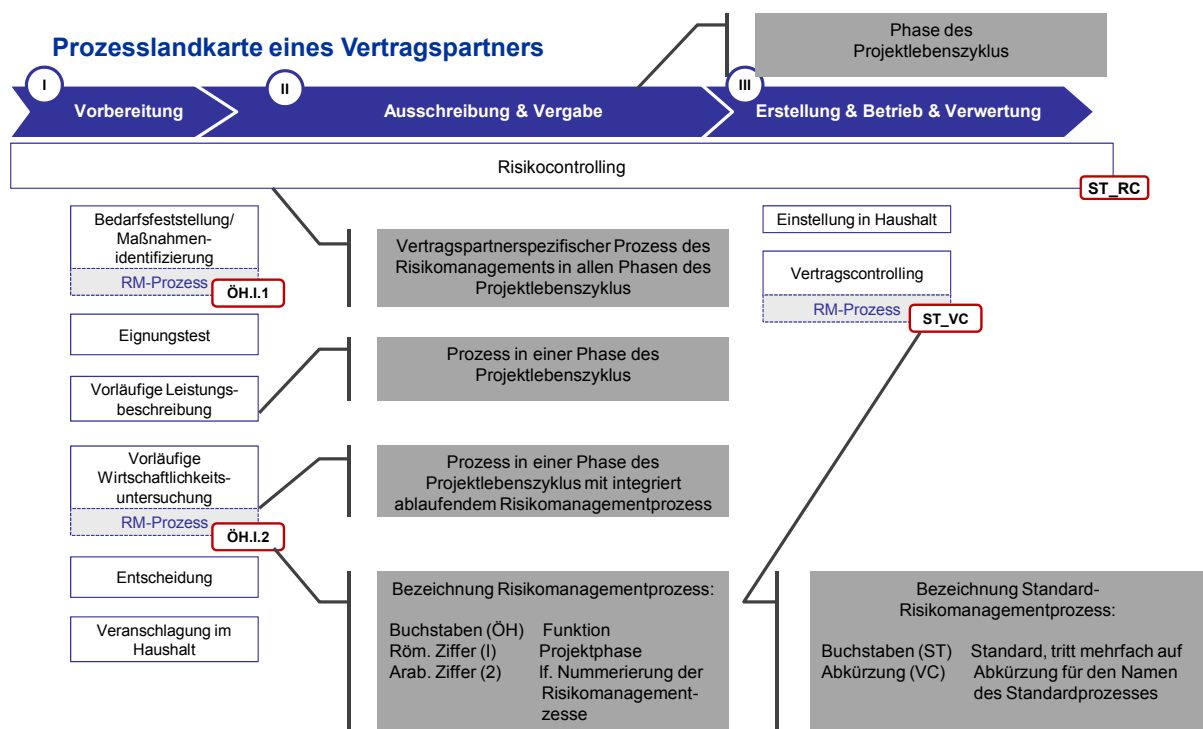 Prozesslandkarte eines Vertragspartners
Phase des
Projektlebenszyklus
I
II
III
Vorbereitung
Ausschreibung & Vergabe
Erstellung & Betrieb & Verwertung
Risikocontrolling
ST_RC
Bedarfsfeststellung/
Maßnahmen-
identifizierung
RM-Prozess
ÖH.I.1
Eignungstest
Vorläufige Leistungs-
beschreibung
Vorläufige
Wirtschaftlichkeits-
untersuchung
RM-Prozess
ÖH.I.2
Entscheidung
Veranschlagung im
Haushalt
Vertragspartnerspezifischer Prozess des
Risikomanagements in allen Phasen des
Projektlebenszyklus
Prozess in einer Phase des
Projektlebenszyklus
Prozess in einer Phase des
Projektlebenszyklus mit integriert
ablaufendem Risikomanagementprozess
Bezeichnung Risikomanagementprozess:
Buchstaben (ÖH) Funktion
Röm. Ziffer (I) Projektphase
Arab. Ziffer (2) lf. Nummerierung der
Risikomanagement-
zesse
Einstellung in Haushalt
Vertragscontrolling
RM-Prozess
ST_VC
Bezeichnung Standard-
Risikomanagementprozess:
Buchstaben (ST) Standard, tritt mehrfach auf
Abkürzung (VC) Abkürzung für den Namen
des Standardprozesses